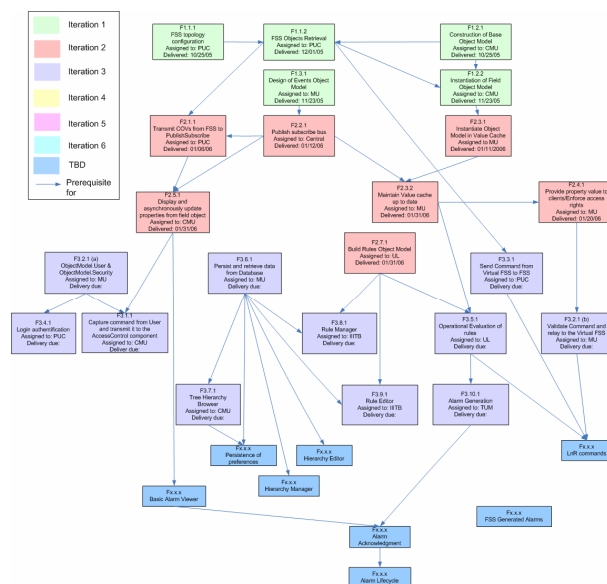 Iteration 1
Iteration 2
Iteration 3
Iteration 4
Iteration 5
Iteration 6
TBD
Prerequisite
for
F1.1.1
FSS topology
configuration
Assigned to: PUC
Delivered: 10/25/05
F1.1.2
FSS Objects Retrieval
Assigned to: PUC
Delivered: 12/01/05
F1.2.1
Construction of Base
Object Model
Assigned to: CMU
Delivered: 10/25/05
F1.3.1
Design of Events Object
Model
Assigned to: MU
Delivered: 11/23/05
F1.2.2
Instantiation of Field Object
Model
Assigned to: CMU
Delivered: 11/23/05
F2.1.1
Transmit COVs from FSS to
PublishSubscribe
Assigned to: PUC
Delivered: 01/06/06
F2.2.1
Publish subscribe bus
Assigned to: Central
Delivered: 01/12/06
F2.3.1
Instantiate Object
Model in Value Cache
Assigned to MU
Delivered: 01/11/2006
F2.5.1
Display and
asynchronously update
properties from field object
Assigned to: CMU
Delivered: 01/31/06
F2.3.2
Maintain Value cache
up to date
Assigned to: MU
Delivered: 01/31/06
F2.4.1
Provide property value to
clients/Enforce access
rights
Assigned to: MU
Delivered: 01/20/06
F3.2.1 (a)
ObjectModel.User &
ObjectModel.Security
Assigned to: MU
Delivery due:
F3.6.1
Persist and retrieve data
from Database
Assigned to: MU
Delivery due:
F2.7.1
Build Rules Object Model
Assigned to: UL
Delivered: 01/31/06
F3.3.1
Send Command from
Virtual FSS to FSS
Assigned to: PUC
Delivery due:
F3.4.1
Login authentification
Assigned to: PUC
Delivery due:
F3.1.1
Capture command from User
and transmit it to the
AccessControl component
Assigned to: CMU
Deliver due:
F3.8.1
Rule Manager
Assigned to: IIITB
Delivery due:
F3.5.1
Operational Evaluation of
rules
Assigned to: UL
Delivery due:
F3.2.1 (b)
Validate Command and
relay to the Virtual FSS
Assigned to: MU
Delivery due:
F3.7.1
Tree Hierarchy
Browser
Assigned to: CMU
Delivery due:
F3.9.1
Rule Editor
Assigned to: IIITB
Delivery due:
F3.10.1
Alarm Generation
Assigned to: TUM
Delivery due:
Fx.x.x
Persistence of
preferences
Fx.x.x
Hierarchy Editor
Fx.x.x
LnR commands
Fx.x.x
Hierarchy Manager
Fx.x.x
Basic Alarm Viewer
Fx.x.x
FSS Generated Alarms
Fx.x.x
Alarm
Acknowledgment
Fx.x.x
Alarm Lifecycle